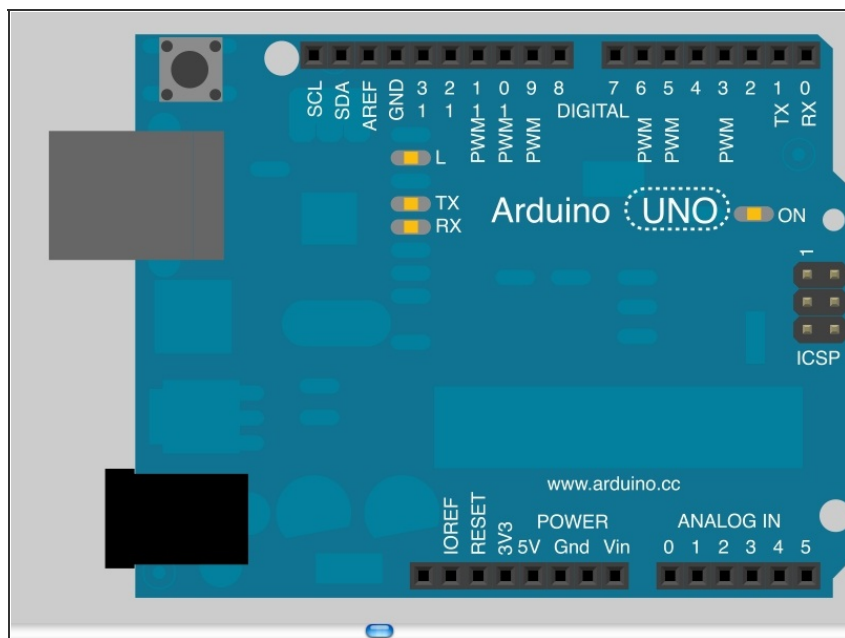 SCL
SDA
AREF
GND
13
12
PWM 11
PWM 10
PWM 9
8
DIGITAL
7
PWM 6
PWM 5
4
PWM 3
2
TX 1
RX 0
L
TX
RX
Arduino UNO
ON
1
ICSP
www.arduino.cc
POWER
ANALOG IN
IOREF
RESET
3V3
5V Gnd Vin
0 1 2 3 4 5